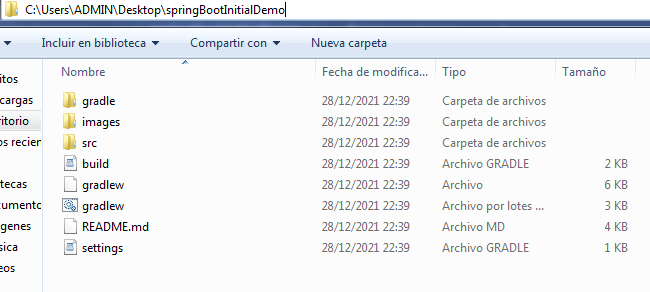 C:\Users\ADMIN\Desktop\springBootInitialDemo
Incluir en biblioteca Compartir con Nueva carpeta
Nombre Fecha de modifica... Tipo Tamaño
itos
cargas
ritorio
os recien
tecas
cumento
genes
sica
eos
gradle 28/12/2021 22:39 Carpeta de archivos
images 28/12/2021 22:39 Carpeta de archivos
src 28/12/2021 22:39 Carpeta de archivos
build 28/12/2021 22:39 Archivo GRADLE 2 KB
gradlew 28/12/2021 22:39 Archivo 6 KB
gradlew 28/12/2021 22:39 Archivo por lotes ... 3 KB
README.md 28/12/2021 22:39 Archivo MD 4 KB
settings 28/12/2021 22:39 Archivo GRADLE 1 KB